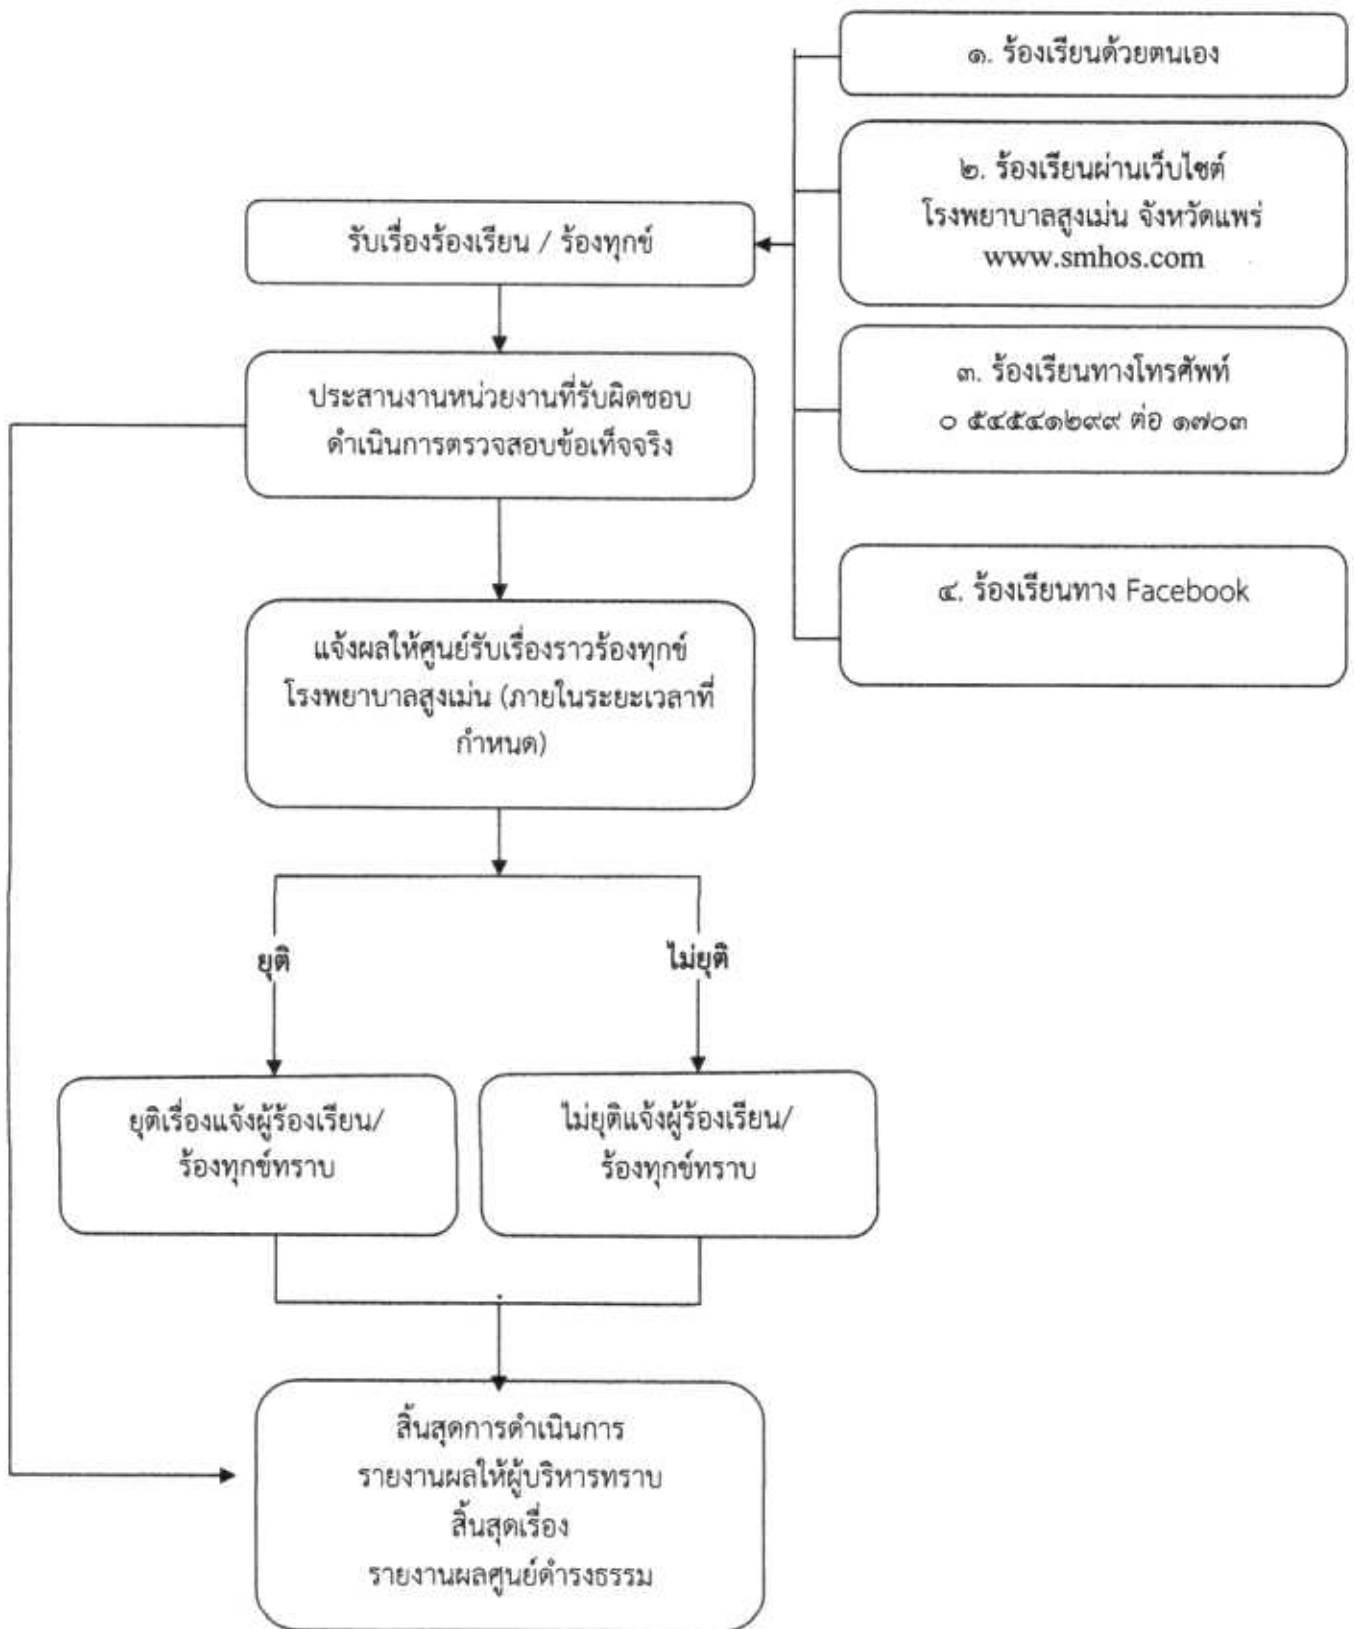 ๑. ร้องเรียนด้วยตนเอง
๒. ร้องเรียนผ่านเว็บไซต์
โรงพยาบาลสูงเม่น จังหวัดแพร่
www.smhos.com
๓. ร้องเรียนทางโทรศัพท์
๐ ๕๔๕๔๑๒๙๙ ต่อ ๑๗๐๓
๔. ร้องเรียนทาง Facebook
รับเรื่องร้องเรียน / ร้องทุกข์
ประสานงานหน่วยงานที่รับผิดชอบ
ดำเนินการตรวจสอบข้อเท็จจริง
แจ้งผลให้ศูนย์รับเรื่องราวร้องทุกข์
โรงพยาบาลสูงเม่น (ภายในระยะเวลาที่
กำหนด)
ยุติ
ไม่ยุติ
ยุติเรื่องแจ้งผู้ร้องเรียน/
ร้องทุกข์ทราบ
ไม่ยุติแจ้งผู้ร้องเรียน/
ร้องทุกข์ทราบ
สิ้นสุดการดำเนินการ
รายงานผลให้ผู้บริหารทราบ
สิ้นสุดเรื่อง
รายงานผลศูนย์ดำรงธรรม